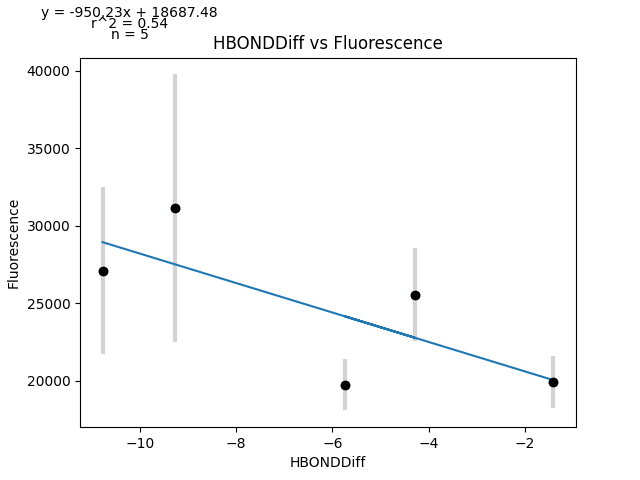 y = -950.23x + 18687.48
r^2 = 0.54
n = 5
HBONDDiff vs Fluorescence
40000
35000
30000
25000
20000
Fluorescence
−10
−8
−6
−4
−2
HBONDDiff